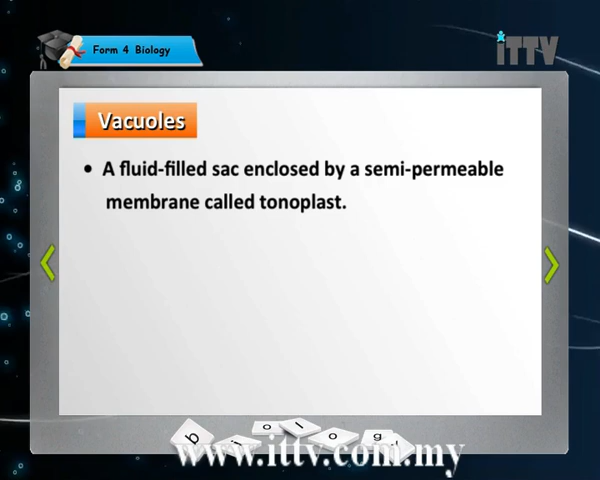 Form 4 Biology
iTTV
Vacuoles
• A fluid-filled sac enclosed by a semi-permeable
membrane called tonoplast.
b i o l o g y
www.ittv.com.my